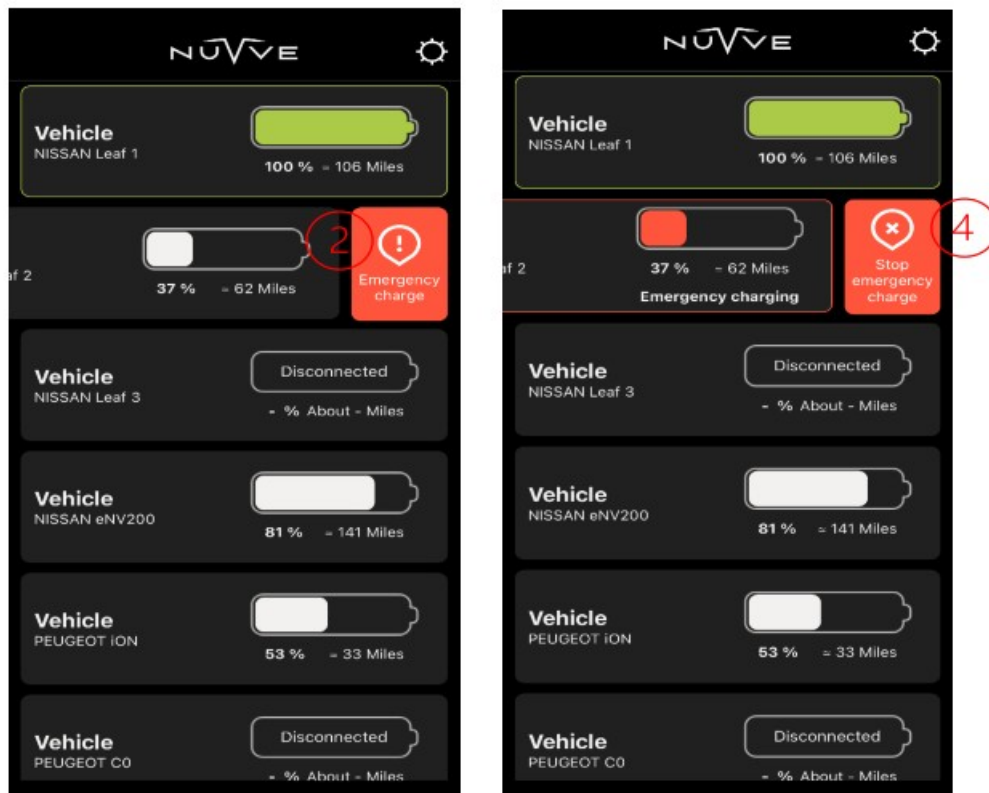 NUVVE
Vehicle
NISSAN Leaf 1
100 % = 106 Miles
af 2
37 % = 62 Miles
2
Emergency
charge
Vehicle
NISSAN Leaf 3
Disconnected
- % About - Miles
Vehicle
NISSAN eNV200
81 % = 141 Miles
Vehicle
PEUGEOT iON
53 % = 33 Miles
Vehicle
PEUGEOT C0
Disconnected
- % About - Miles
NUVVE
Vehicle
NISSAN Leaf 1
100 % = 106 Miles
af 2
37 % = 62 Miles
Emergency charging
Stop
emergency
charge
4
Vehicle
NISSAN Leaf 3
Disconnected
- % About - Miles
Vehicle
NISSAN eNV200
81 % = 141 Miles
Vehicle
PEUGEOT iON
53 % = 33 Miles
Vehicle
PEUGEOT C0
Disconnected
- % About - Miles